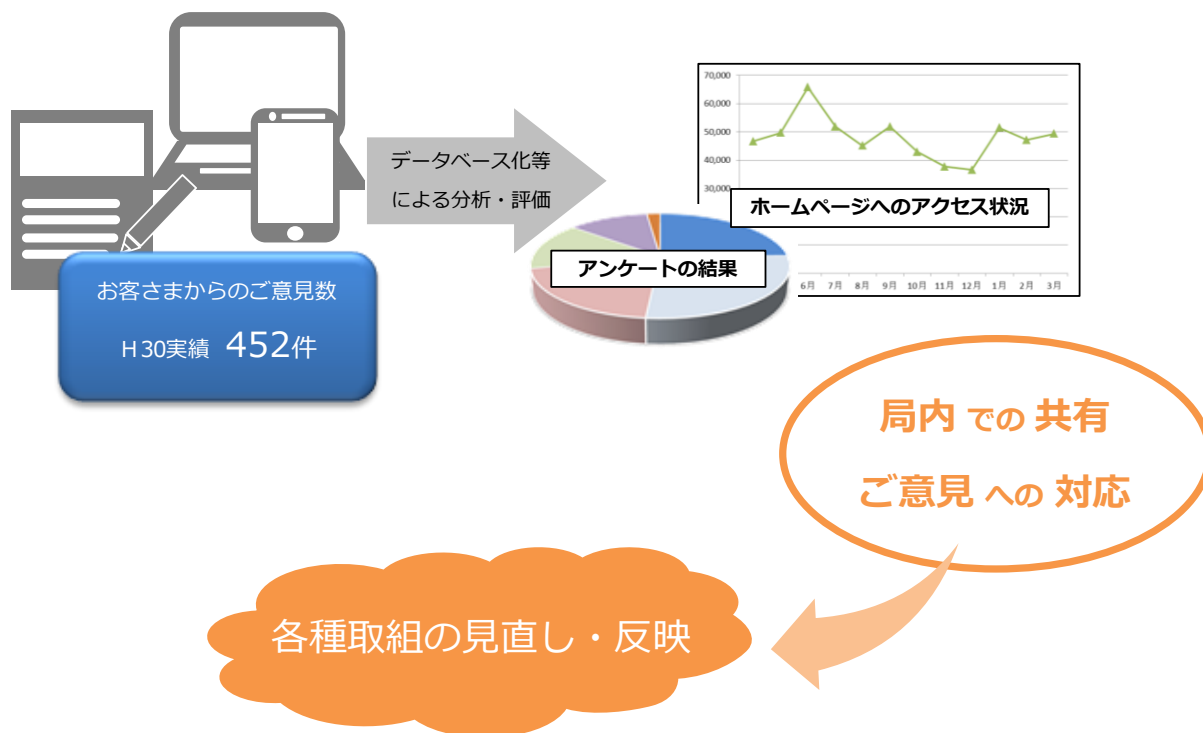 データベース化等
による分析・評価
お客さまからのご意見数
H30実績 452件
70,000
60,000
50,000
40,000
30,000
ホームページへのアクセス状況
6月 7月 8月 9月 10月 11月 12月 1月 2月 3月
アンケートの結果
局内 での 共有
ご意見 への 対応
各種取組の見直し・反映